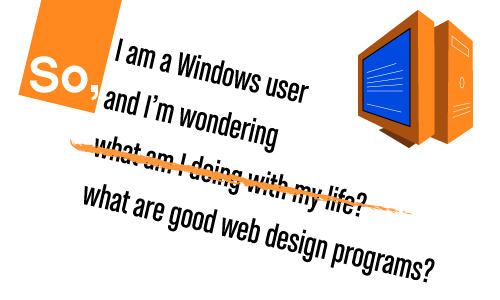 So,
I am a Windows user
and I'm wondering
what am I doing with my life?
what are good web design programs?